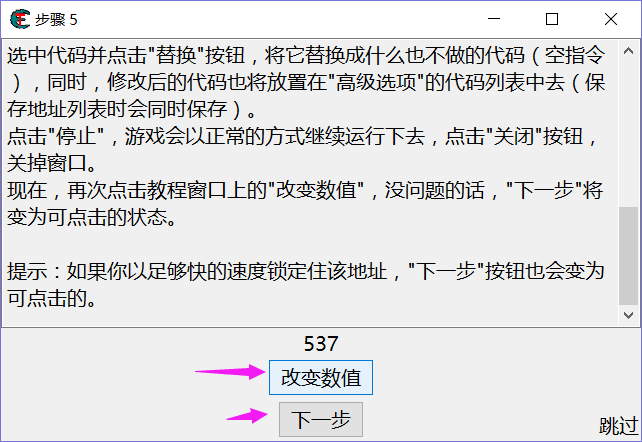 步骤 5
选中代码并点击"替换"按钮，将它替换成什么也不做的代码（空指令
），同时，修改后的代码也将放置在"高级选项"的代码列表中去（保
存地址列表时会同时保存）。
点击"停止"，游戏会以正常的方式继续运行下去，点击"关闭"按钮，
关掉窗口。
现在，再次点击教程窗口上的"改变数值"，没问题的话，"下一步"将
变为可点击的状态。
提示：如果你以足够快的速度锁定住该地址，"下一步"按钮也会变为
可点击的。
537
改变数值
下一步
跳过